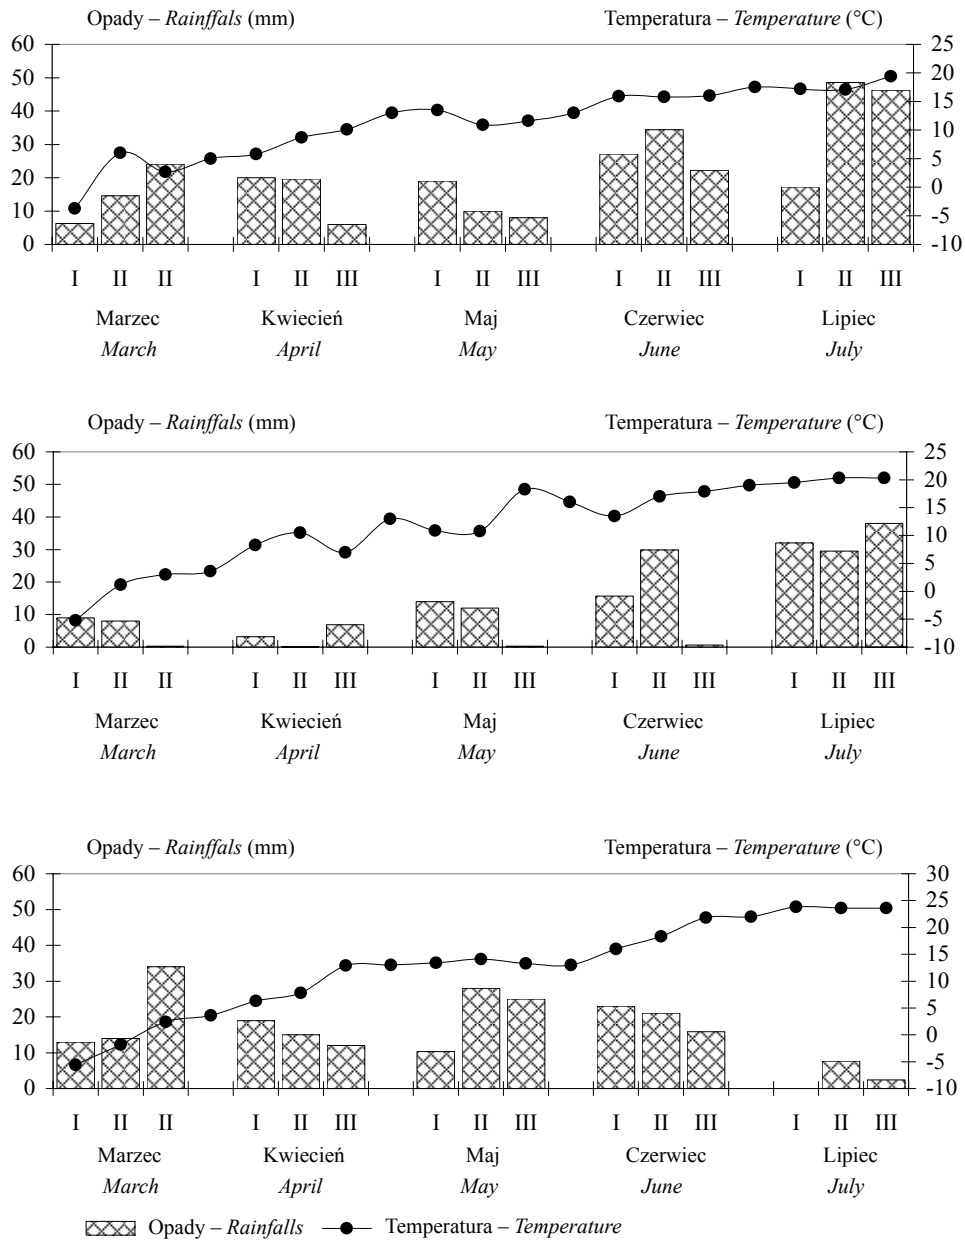 Opady – Rainffals (mm) Temperatura – Temperature (°C)
60 25
50 20
40 15
30 10
20 5
10 0
0 -5
-10
I II II I II III I II III I II III I II III
Marzec Kwiecień Maj Czerwiec Lipiec
March April May June July
Opady – Rainffals (mm) Temperatura – Temperature (°C)
60 25
50 20
40 15
30 10
20 5
10 0
0 -5
-10
I II II I II III I II III I II III I II III
Marzec Kwiecień Maj Czerwiec Lipiec
March April May June July
Opady – Rainffals (mm) Temperatura – Temperature (°C)
60 30
50 25
40 20
30 15
20 10
10 5
0 0
-5
-10
I II II I II III I II III I II III I II III
Marzec Kwiecień Maj Czerwiec Lipiec
March April May June July
Opady – Rainfalls Temperatura – Temperature